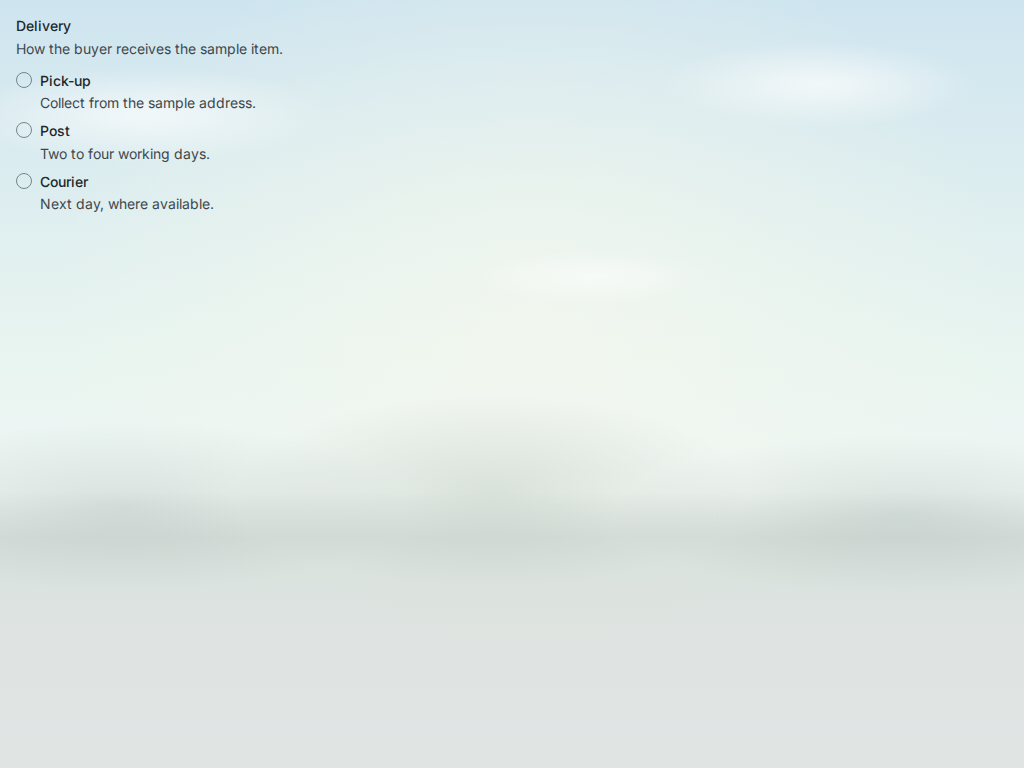 Delivery
How the buyer receives the sample item.
Pick-up
Collect from the sample address.
Post
Two to four working days.
Courier
Next day, where available.